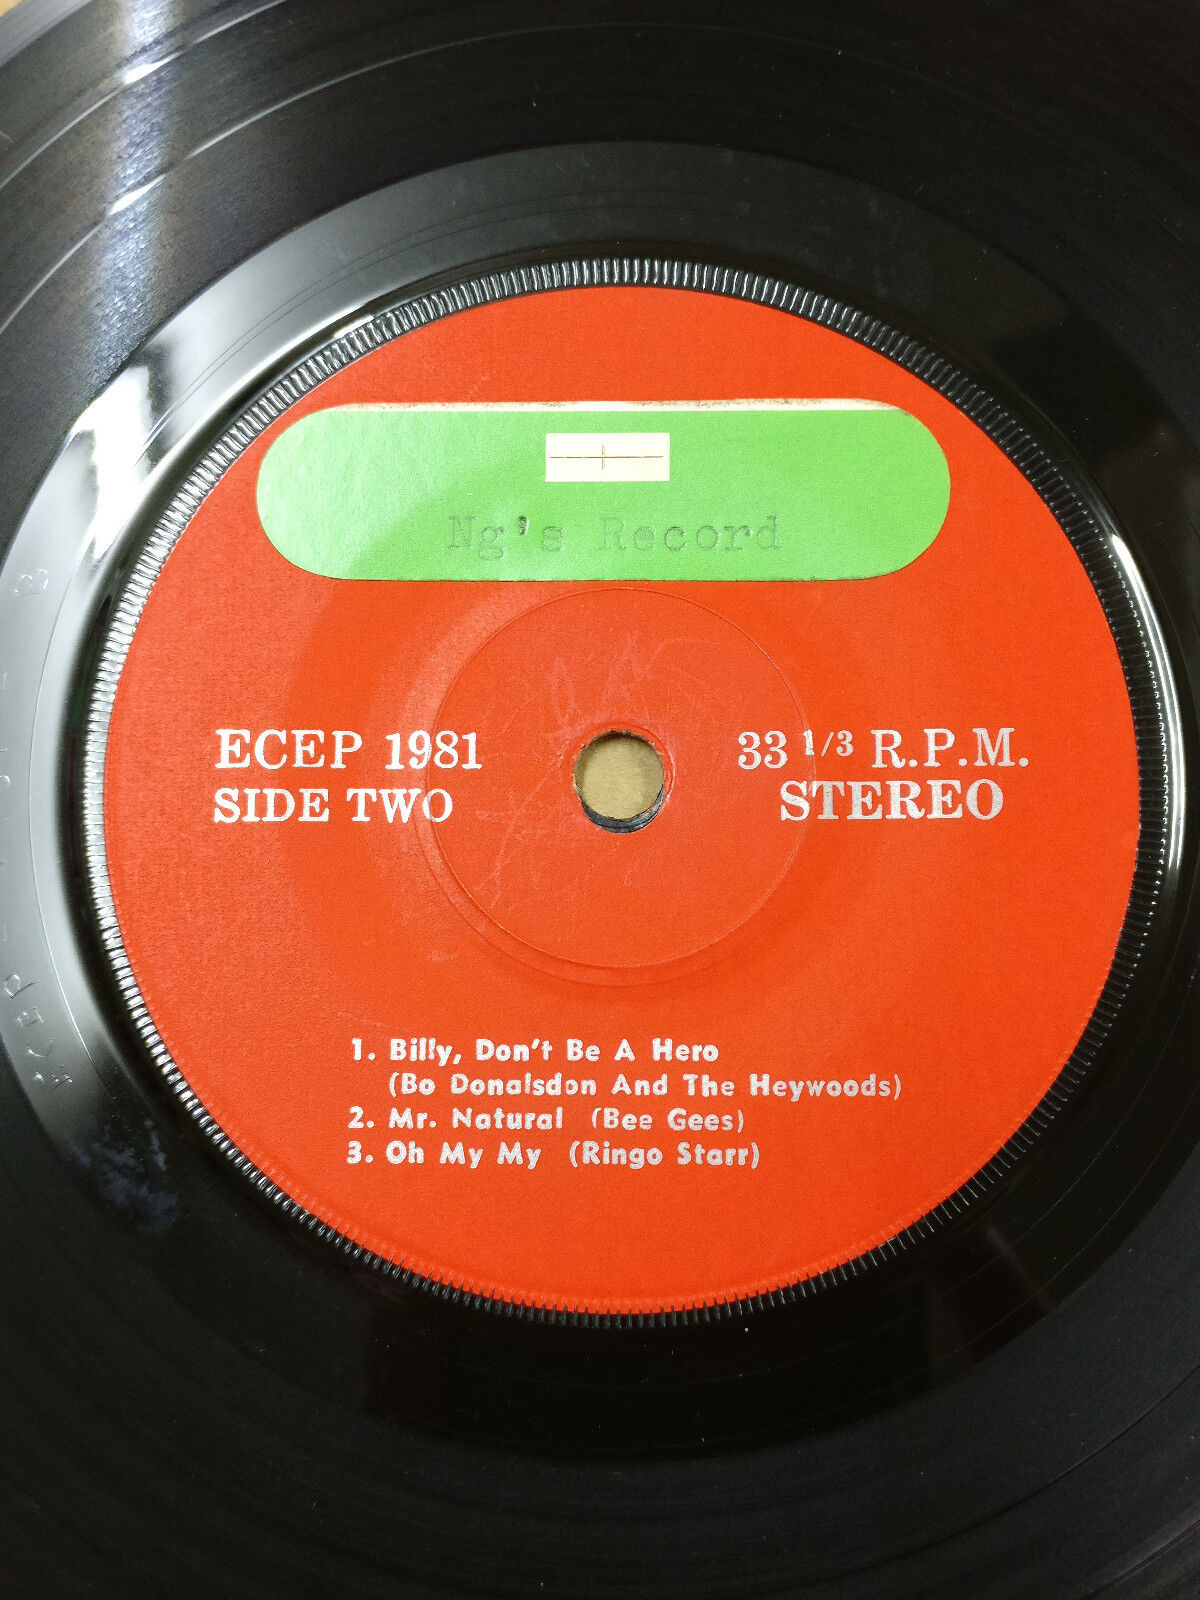 Ng's Record
ECEP 1981
SIDE TWO
33 1/3 R.P.M.
STEREO
1. Billy, Don't Be A Hero
(Bo Donalsdon And The Heywoods)
2. Mr. Natural (Bee Gees)
3. Oh My My (Ringo Starr)